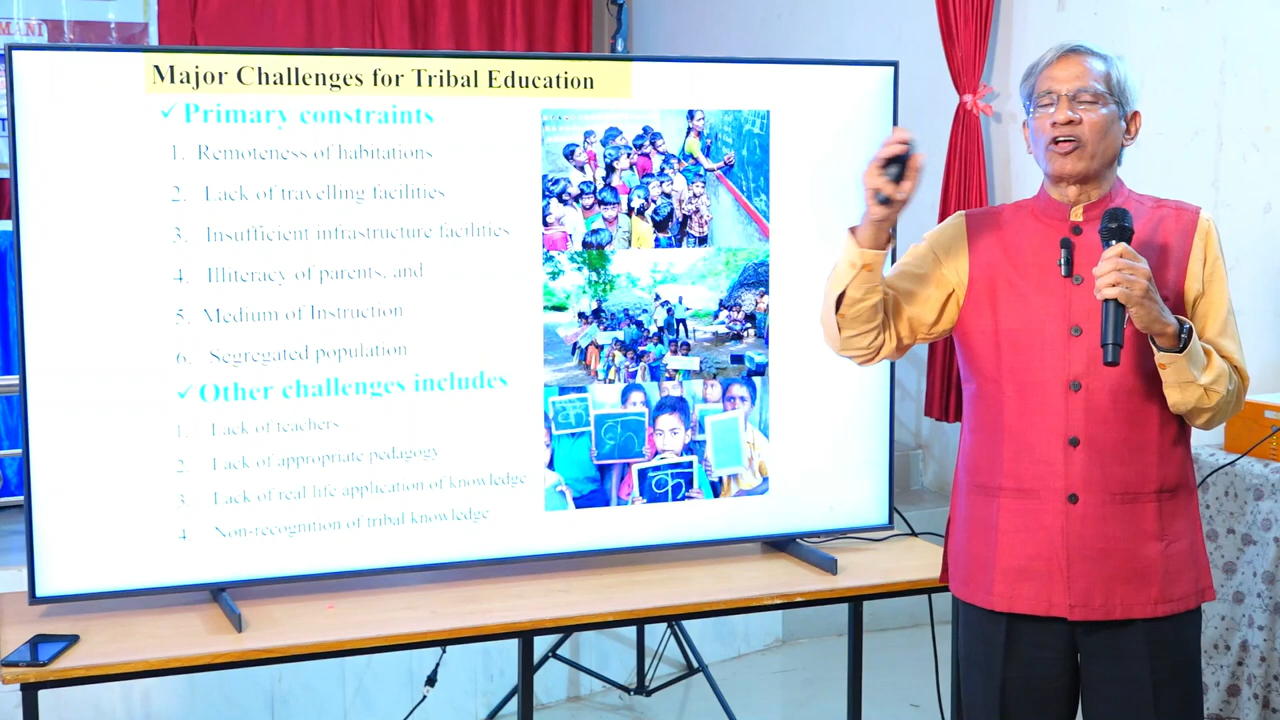 MANI
Major Challenges for Tribal Education
✓ Primary constraints
1. Remoteness of habitations
2. Lack of travelling facilities
3. Insufficient infrastructure facilities
4. Illiteracy of parents, and
5. Medium of Instruction
6. Segregated population
✓ Other challenges includes
1. Lack of teachers
2. Lack of appropriate pedagogy
3. Lack of real life application of knowledge
4. Non-recognition of tribal knowledge
क
क